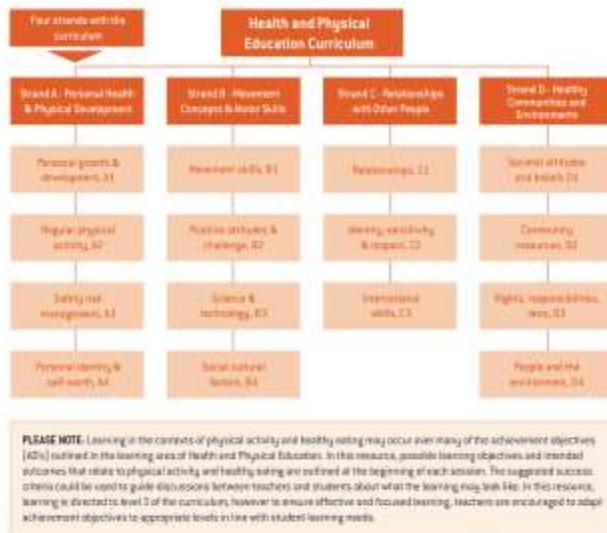 Four strands with the
curriculum
Health and Physical
Education Curriculum
Strand A - Personal Health
& Physical Development
Strand B - Movement
Concepts & Motor Skills
Strand C - Relationships
with Other People
Strand D - Healthy
Communities and
Environments
Personal growth &
development, A1
Movement skills, B1
Relationships, C1
Societal attitudes
and beliefs D1
Regular physical
activity, A2
Positive attitudes &
challenge, B2
Identity, sensitivity
& respect, C2
Community
resources, D2
Safety risk
management, A3
Science &
technology, B3
International
skills, C3
Rights, responsibilities,
laws, D3
Personal identity &
self-worth, A4
Social cultural
factors, B4
People and the
environment, D4
PLEASE NOTE: Learning in the contexts of physical activity and healthy eating may occur over many of the achievement objectives
(AO's) outlined in the learning area of Health and Physical Education. In this resource, possible learning objectives and intended
outcomes that relate to physical activity and healthy eating are outlined at the beginning of each session. The suggested success
criteria could be used to guide discussions between teachers and students about what the learning may look like. In this resource,
learning is directed to level 3 of the curriculum, however to ensure effective and focused learning, teachers are encouraged to adapt
achievement objectives to appropriate levels in line with student learning needs.